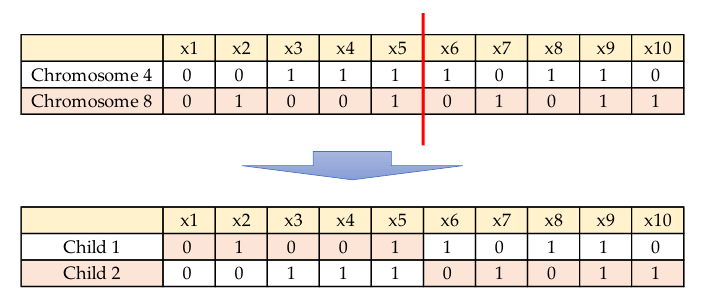 x1 x2 x3 x4 x5 x6 x7 x8 x9 x10
Chromosome 4 0 0 1 1 1 1 0 1 1 0
Chromosome 8 0 1 0 0 1 0 1 0 1 1
x1 x2 x3 x4 x5 x6 x7 x8 x9 x10
Child 1 0 1 0 0 1 1 0 1 1 0
Child 2 0 0 1 1 1 0 1 0 1 1